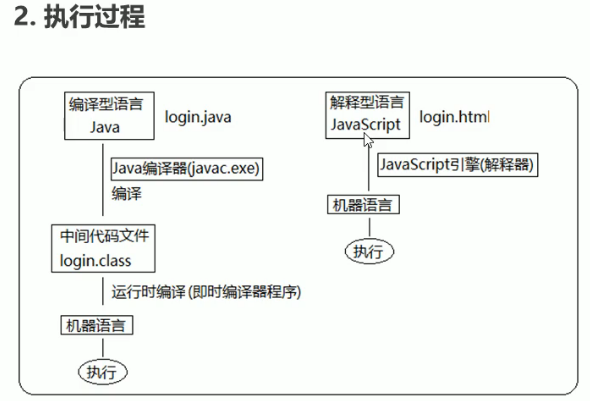 2. 执行过程
编译型语言
Java
login.java
Java编译器(javac.exe)
编译
中间代码文件
login.class
运行时编译(即时编译器程序)
机器语言
执行
解释型语言
JavaScript
login.html
JavaScript引擎(解释器)
机器语言
执行